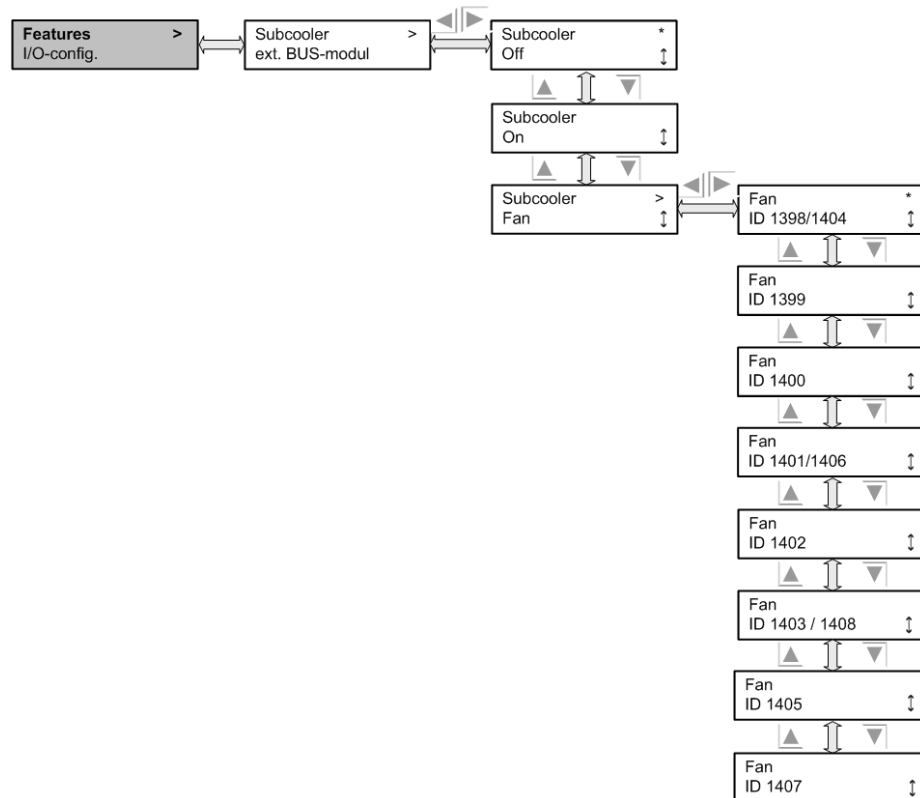 Features >
I/O-config.
Subcooler >
ext. BUS-modul
Subcooler *
Off ↕
Subcooler
On ↕
Subcooler >
Fan ↕
Fan *
ID 1398/1404 ↕
Fan
ID 1399 ↕
Fan
ID 1400 ↕
Fan
ID 1401/1406 ↕
Fan
ID 1402 ↕
Fan
ID 1403 / 1408 ↕
Fan
ID 1405 ↕
Fan
ID 1407 ↕